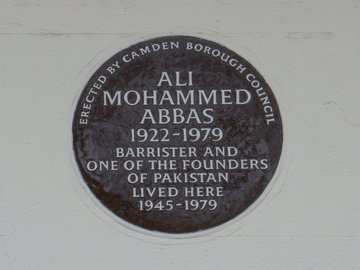 ERECTED BY CAMDEN BOROUGH COUNCIL
ALI
MOHAMMED
ABBAS
1922-1979
BARRISTER AND
ONE OF THE FOUNDERS
OF PAKISTAN
LIVED HERE
1945-1979